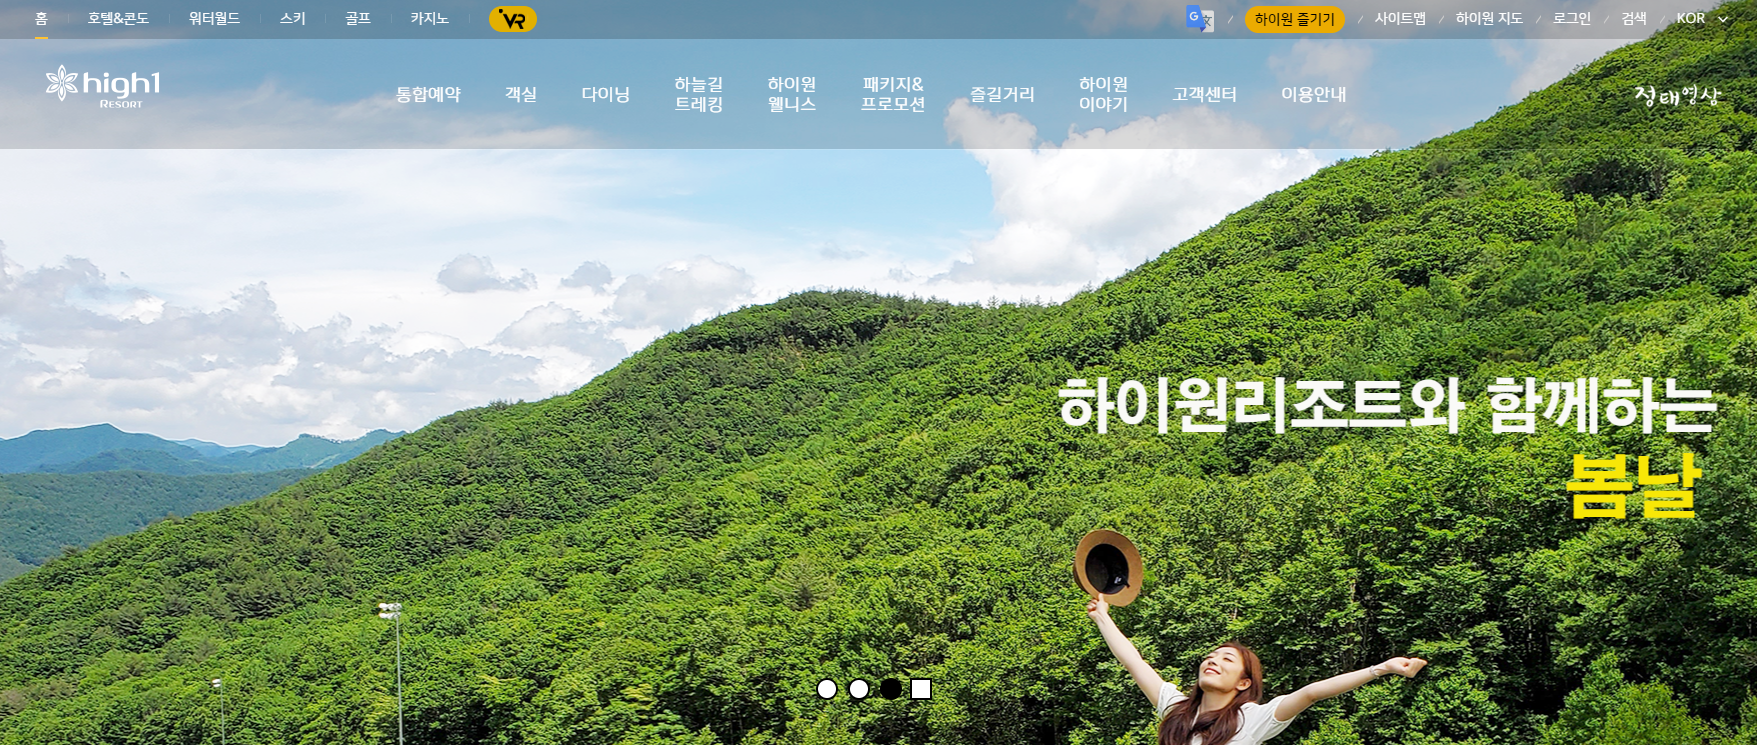 홈 호텔&콘도 워터월드 스키 골프 카지노 VR 하이원 즐기기 사이트맵 하이원 지도 로그인 검색 KOR
high1
RESORT
통합예약 객실 다이닝 하늘길 트레킹 하이원 웰니스 패키지& 프로모션 즐길거리 하이원 이야기 고객센터 이용안내
정태영상
하이원리조트와 함께하는
봄날